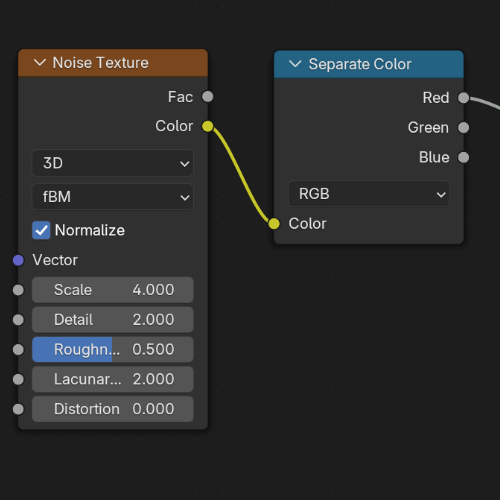 Noise Texture
Fac
Color
3D
fBM
Normalize
Vector
Scale 4.000
Detail 2.000
Roughn... 0.500
Lacunar... 2.000
Distortion 0.000
Separate Color
Red
Green
Blue
RGB
Color